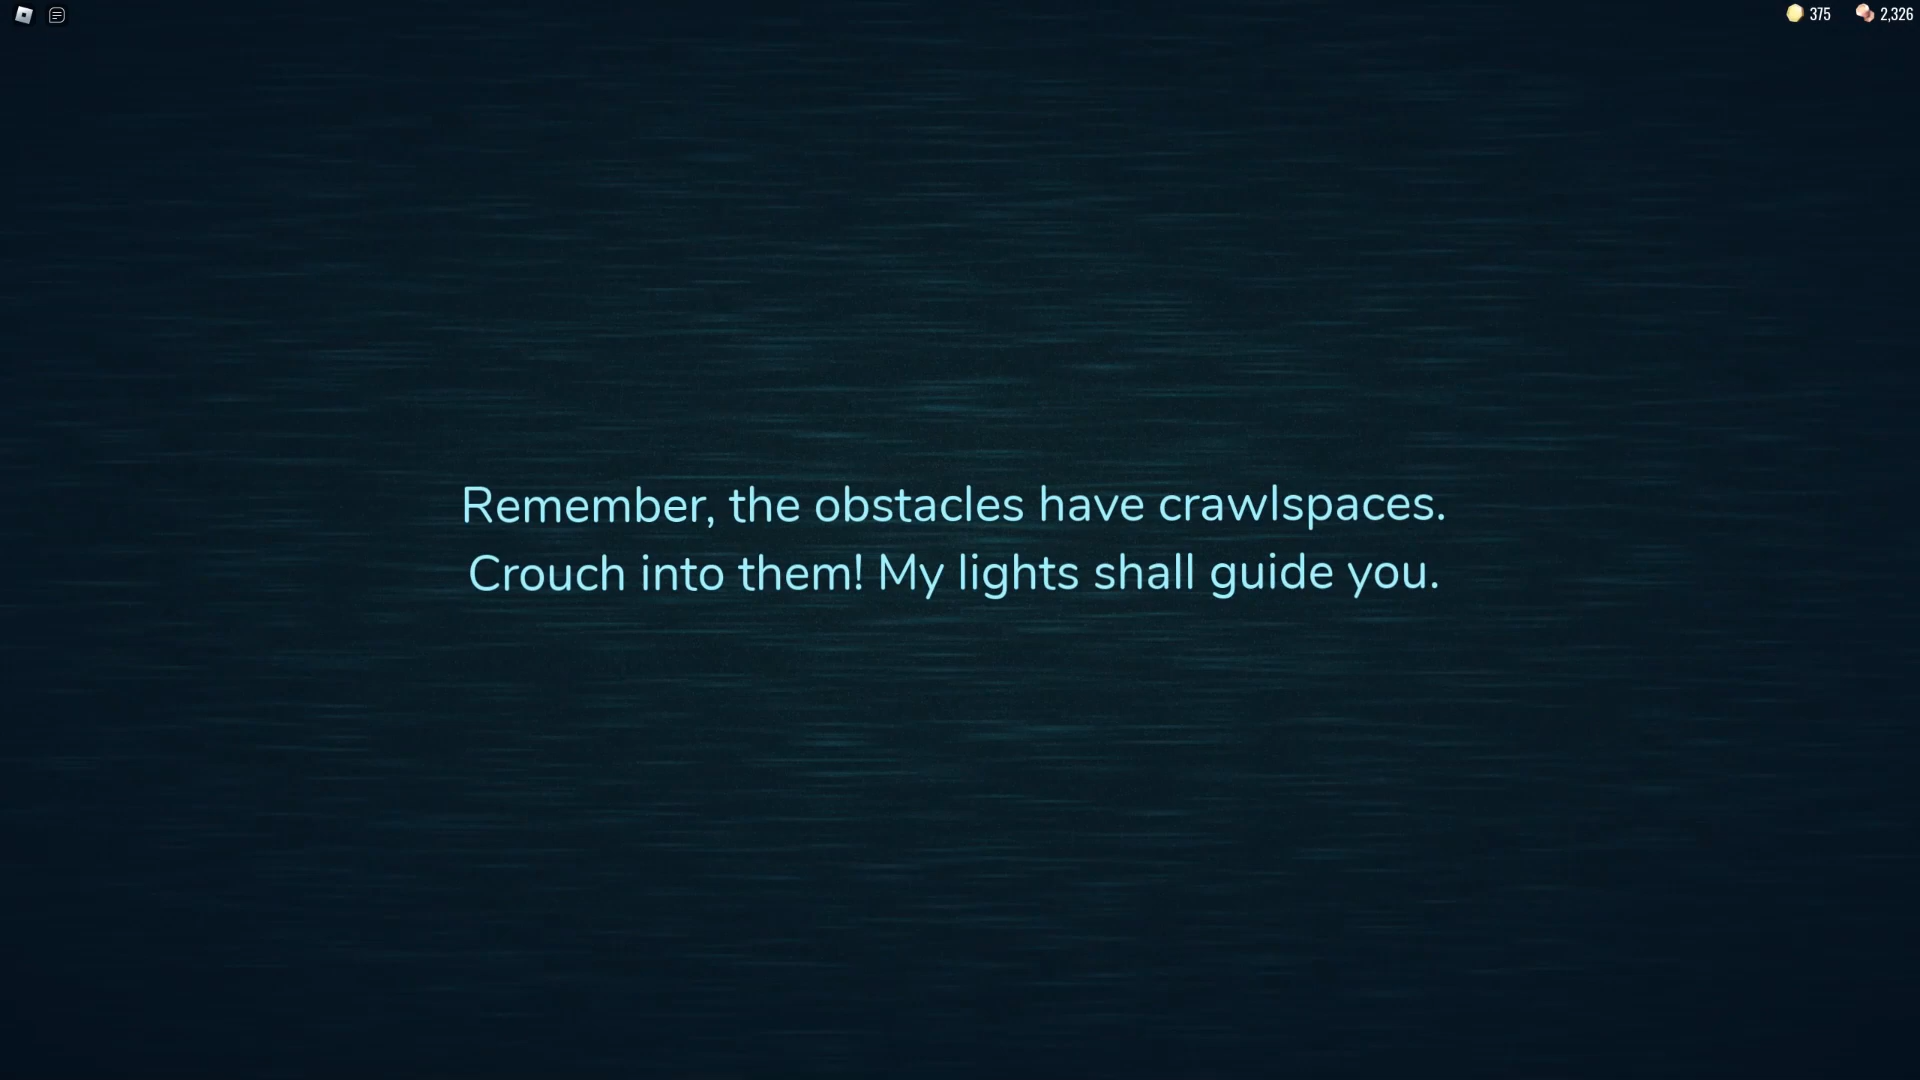 375 2,326
Remember, the obstacles have crawlspaces.
Crouch into them! My lights shall guide you.